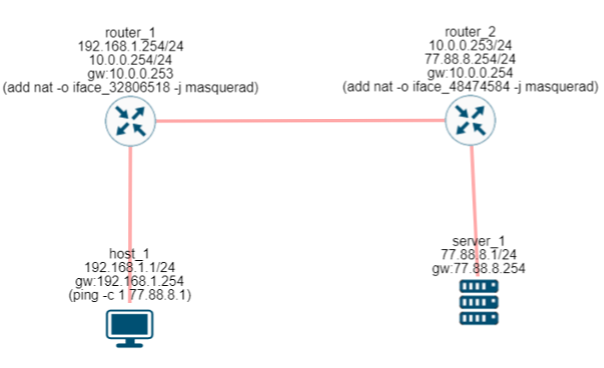 router_1
192.168.1.254/24
10.0.0.254/24
gw:10.0.0.253
(add nat -o iface_32806518 -j masquerad)
router_2
10.0.0.253/24
77.88.8.254/24
gw:10.0.0.254
(add nat -o iface_48474584 -j masquerad)
host_1
192.168.1.1/24
gw:192.168.1.254
(ping -c 1 77.88.8.1)
server_1
77.88.8.1/24
gw:77.88.8.254